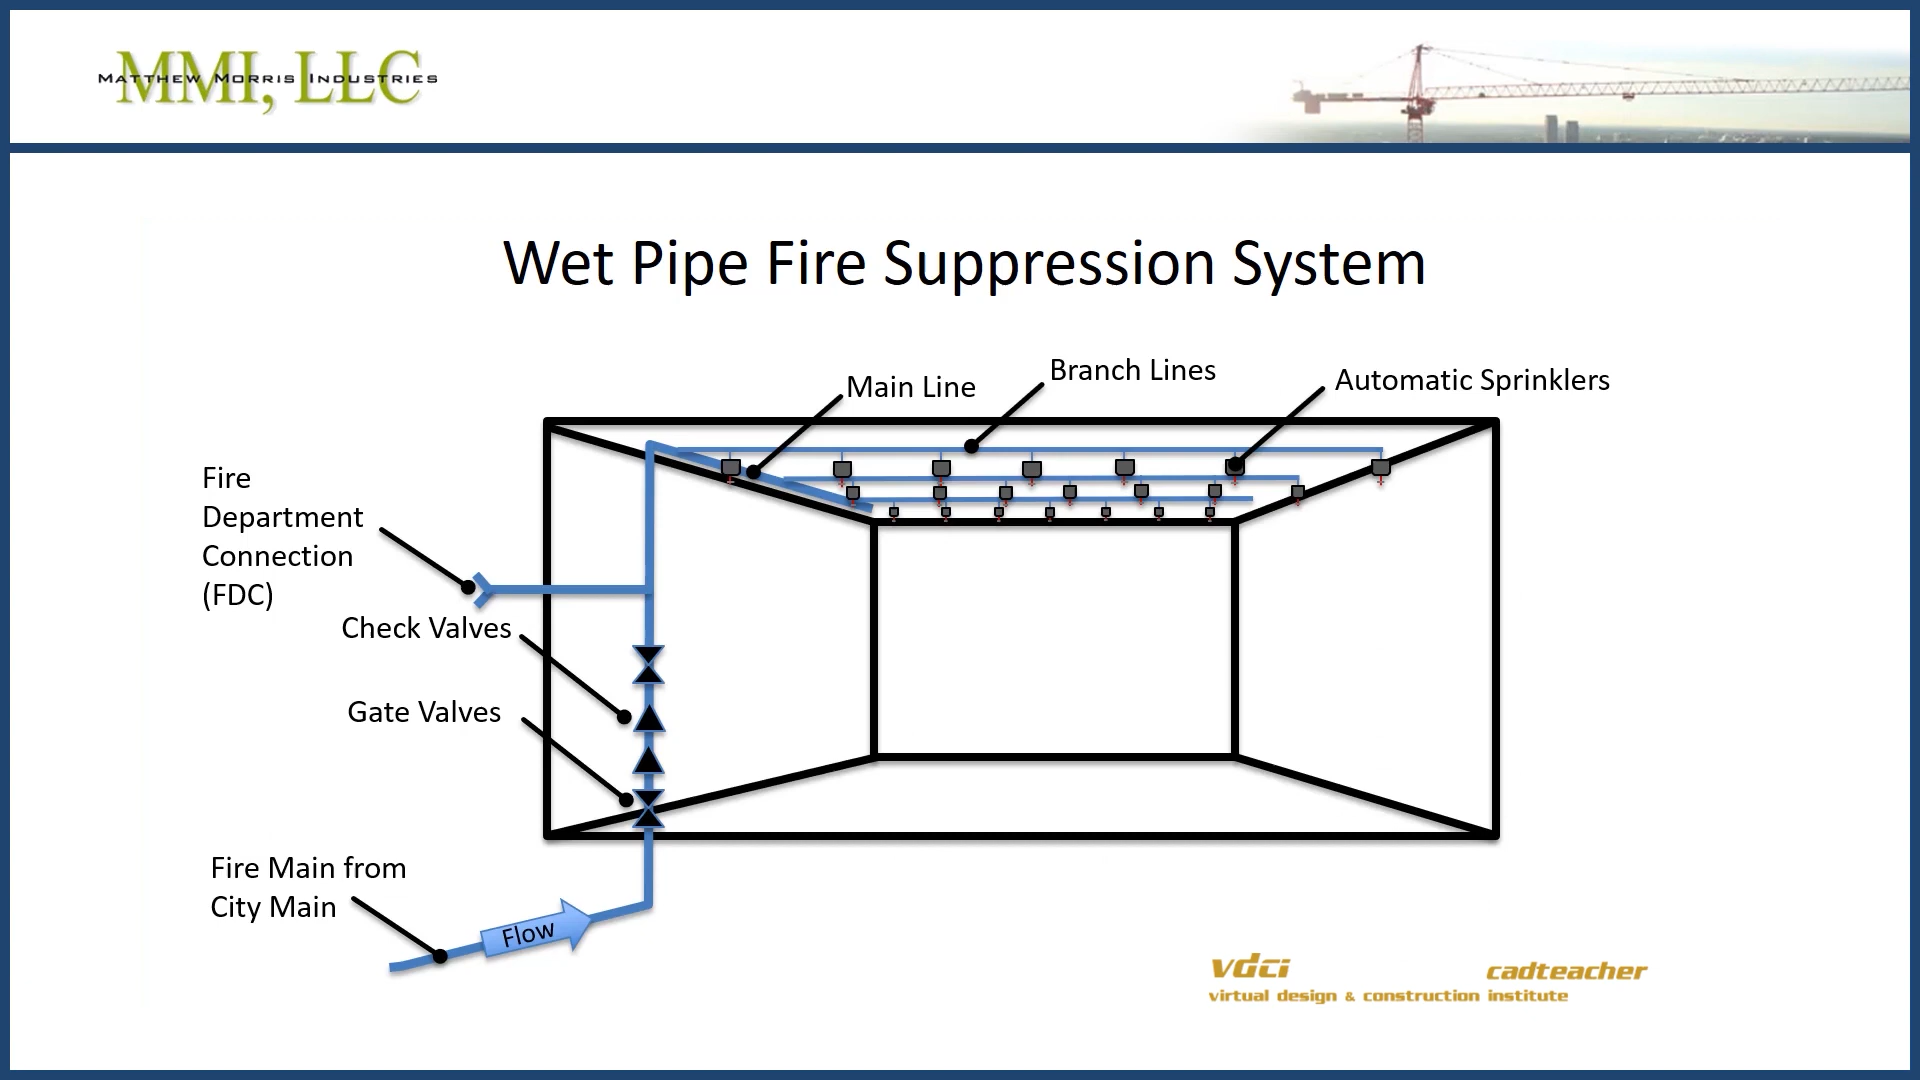 MMI, LLC
MATTHEW MORRIS INDUSTRIES
Wet Pipe Fire Suppression System
Main Line
Branch Lines
Automatic Sprinklers
Fire
Department
Connection
(FDC)
Check Valves
Gate Valves
Fire Main from
City Main
Flow
vdci
cadteacher
virtual design & construction institute